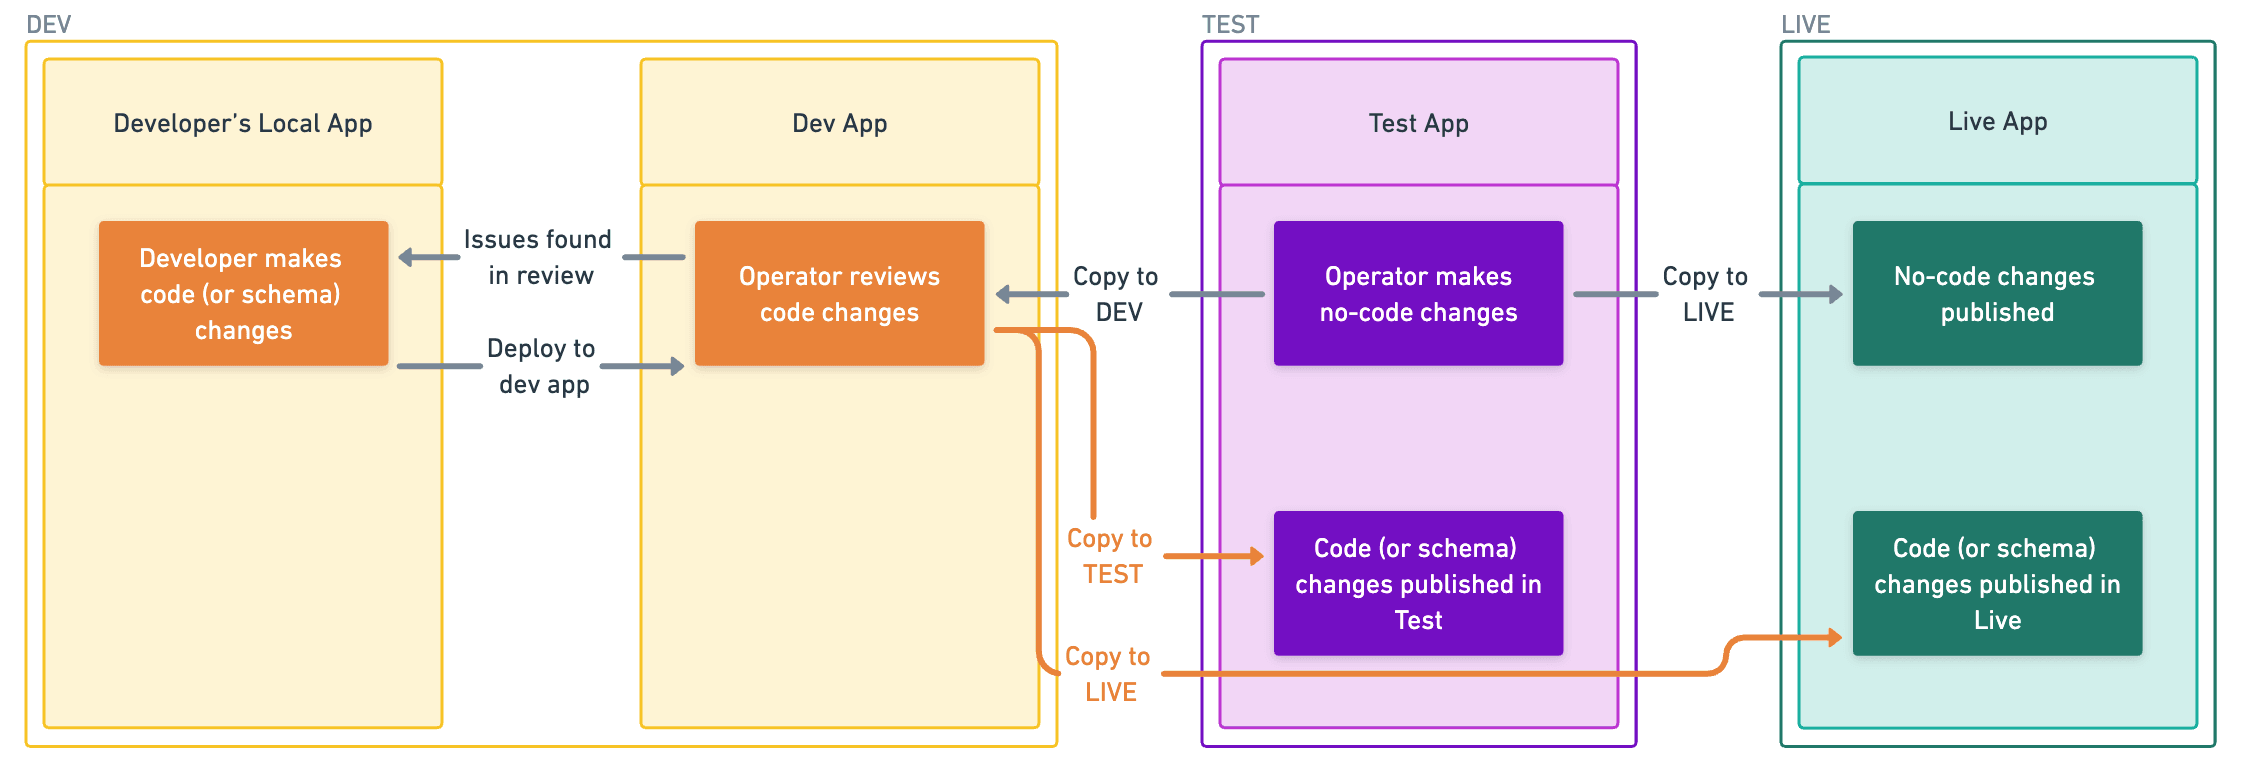 DEV
TEST
LIVE
Developer’s Local App
Dev App
Test App
Live App
Developer makes
code (or schema)
changes
Issues found
in review
Deploy to
dev app
Operator reviews
code changes
Copy to
DEV
Operator makes
no-code changes
Copy to
LIVE
No-code changes
published
Copy to
TEST
Code (or schema)
changes published in
Test
Code (or schema)
changes published in
Live
Copy to
LIVE